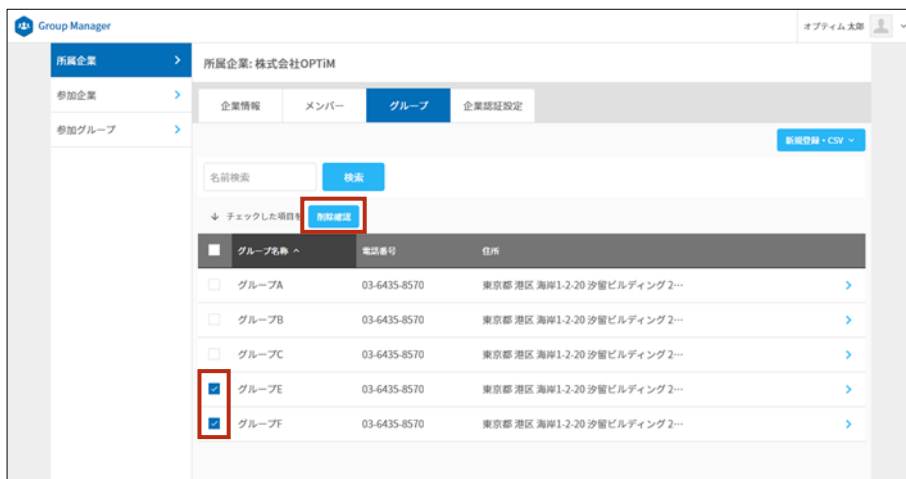 Group Manager
オプティム 太郎
所属企業
参加企業
参加グループ
所属企業: 株式会社OPTiM
企業情報 メンバー グループ 企業認証設定
新規登録・CSV
名前検索 検索
↓ チェックした項目を 削除確認
グループ名称 電話番号 住所
グループA 03-6435-8570 東京都 港区 海岸1-2-20 汐留ビルディング 2…
グループB 03-6435-8570 東京都 港区 海岸1-2-20 汐留ビルディング 2…
グループC 03-6435-8570 東京都 港区 海岸1-2-20 汐留ビルディング 2…
グループE 03-6435-8570 東京都 港区 海岸1-2-20 汐留ビルディング 2…
グループF 03-6435-8570 東京都 港区 海岸1-2-20 汐留ビルディング 2…